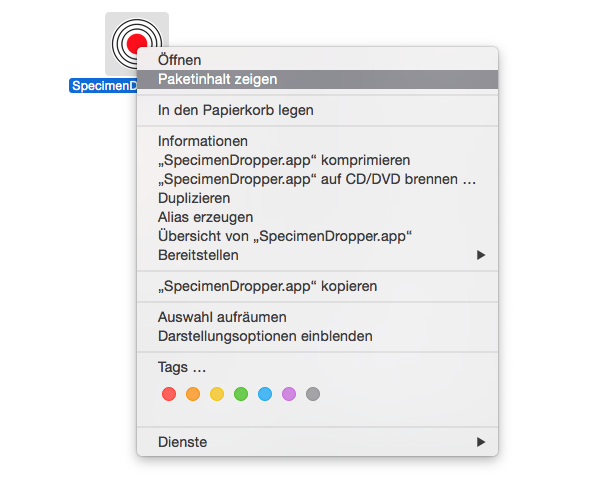 SpecimenD
Öffnen
Paketinhalt zeigen
In den Papierkorb legen
Informationen
„SpecimenDropper.app“ komprimieren
„SpecimenDropper.app“ auf CD/DVD brennen …
Duplizieren
Alias erzeugen
Übersicht von „SpecimenDropper.app“
Bereitstellen
„SpecimenDropper.app“ kopieren
Auswahl aufräumen
Darstellungsoptionen einblenden
Tags …
Dienste